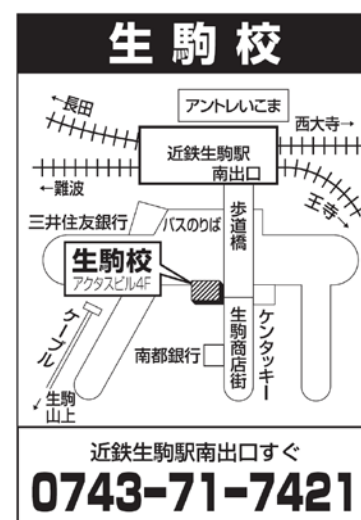 生駒校
←長田
アントレいこま
西大寺→
近鉄生駒駅
南出口
←難波
王寺→
三井住友銀行
バスのりば
歩道橋
生駒校
アクタスビル4F
ケーブル
生駒商店街
ケンタッキー
南都銀行
←生駒
山上
近鉄生駒駅南出口すぐ
0743-71-7421